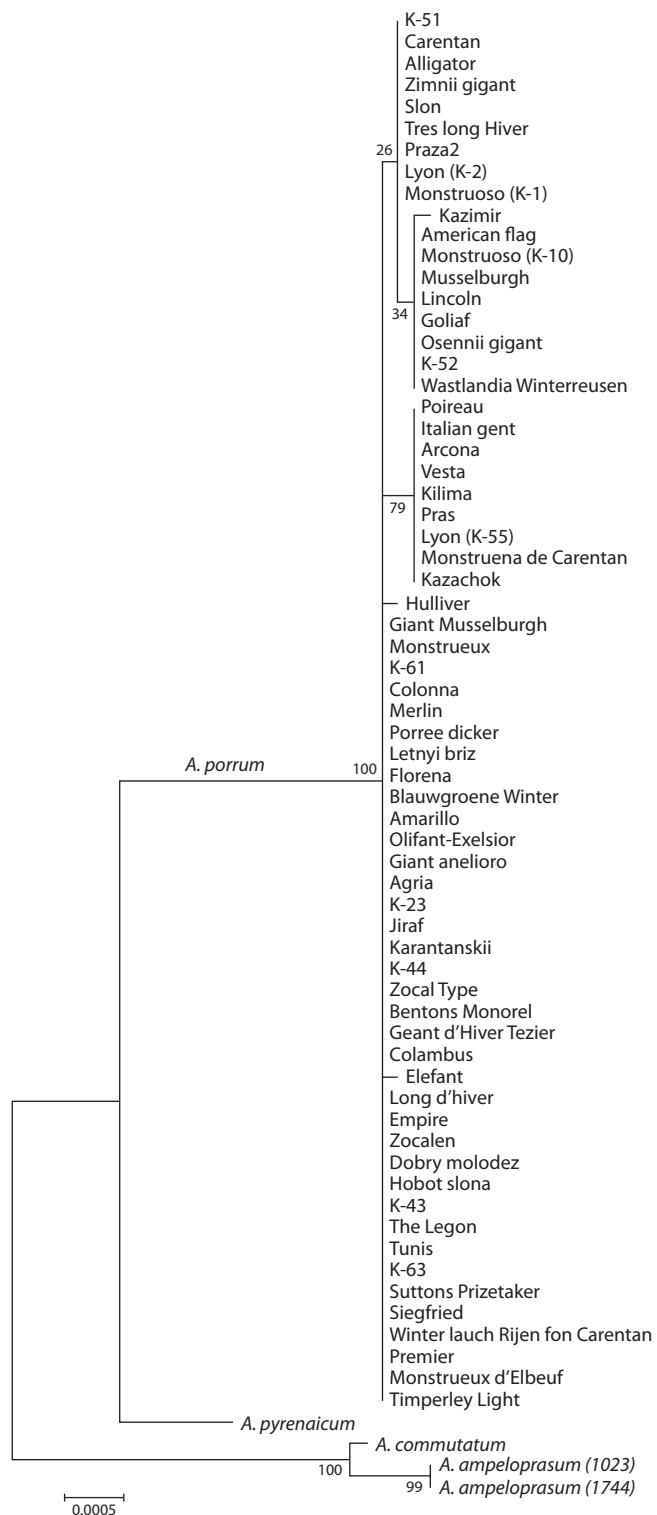 K-51
Carentan
Alligator
Zimnii gigant
Slon
Tres long Hiver
26
Praza2
Lyon (K-2)
Monstruoso (K-1)
Kazimir
American flag
Monstruoso (K-10)
Musselburgh
Lincoln
34
Goliaf
Osennii gigant
K-52
Wastlandia Winterreusen
Poireau
Italian gent
Arcona
Vesta
Kilima
79
Pras
Lyon (K-55)
Monstruena de Carentan
Kazachok
Hulliver
Giant Musselburgh
Monstrueux
K-61
Colonna
Merlin
Porree dicker
Letnyi briz
A. porrum
100
Florena
Blauwgroene Winter
Amarillo
Olifant-Exelsior
Giant anelioro
Agria
K-23
Jiraf
Karantanskii
K-44
Zocal Type
Bentons Monorel
Geant d’Hiver Tezier
Colambus
Elefant
Long d’hiver
Empire
Zocalen
Dobry molodez
Hobot slona
K-43
The Legon
Tunis
K-63
Suttons Prizetaker
Siegfried
Winter lauch Rijen fon Carentan
Premier
Monstrueux d’Elbeuf
Timperley Light
A. pyrenaicum
A. commutatum
100
A. ampeloprasum (1023)
99
A. ampeloprasum (1744)
0.0005